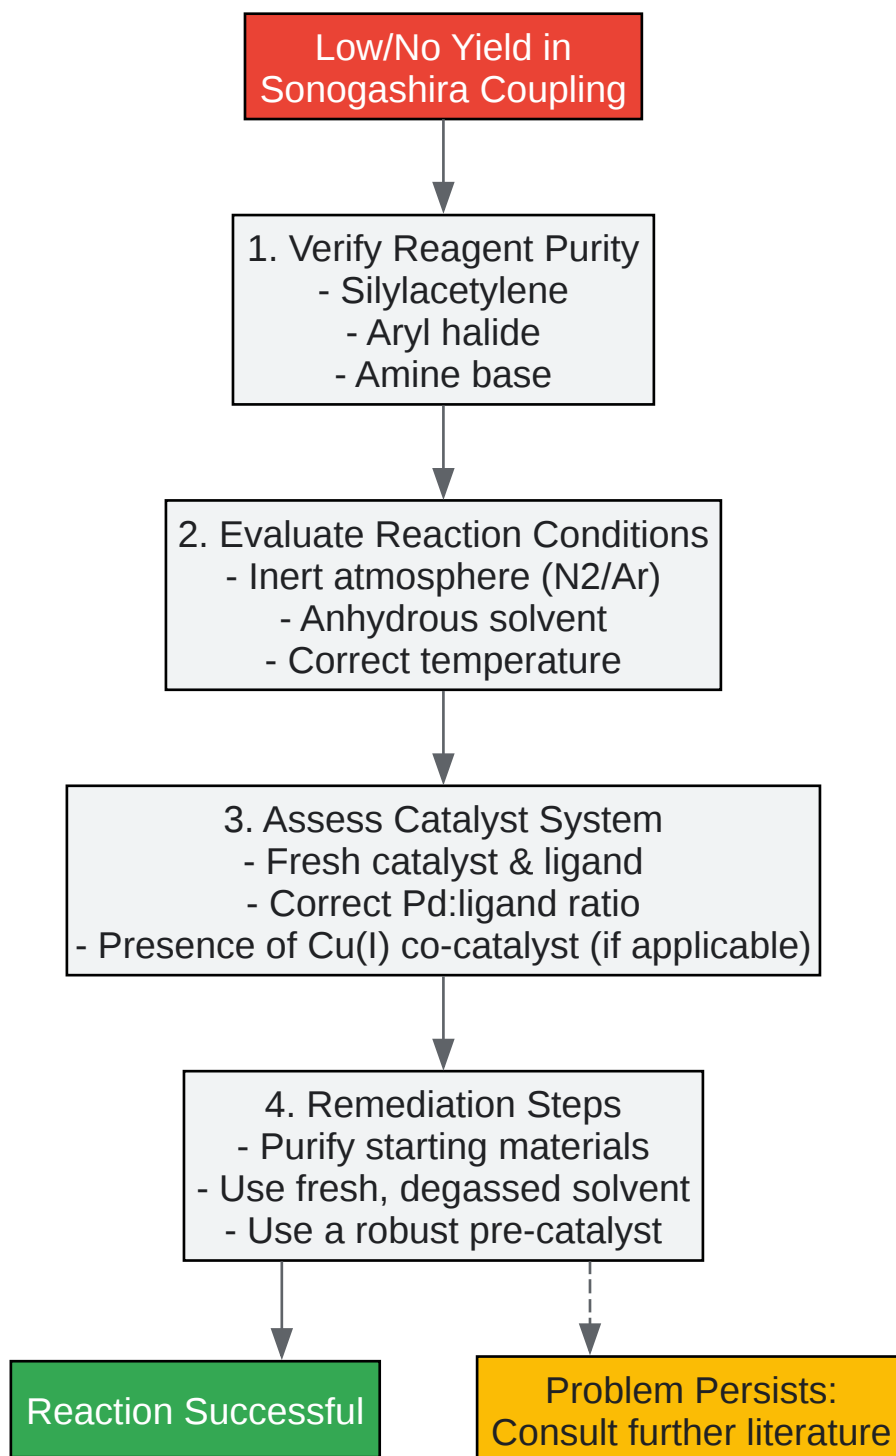 Low/No Yield in
Sonogashira Coupling
1. Verify Reagent Purity
- Silylacetylene
- Aryl halide
- Amine base
2. Evaluate Reaction Conditions
- Inert atmosphere (N2/Ar)
- Anhydrous solvent
- Correct temperature
3. Assess Catalyst System
- Fresh catalyst & ligand
- Correct Pd:ligand ratio
- Presence of Cu(I) co-catalyst (if applicable)
4. Remediation Steps
- Purify starting materials
- Use fresh, degassed solvent
- Use a robust pre-catalyst
Reaction Successful
Problem Persists:
Consult further literature